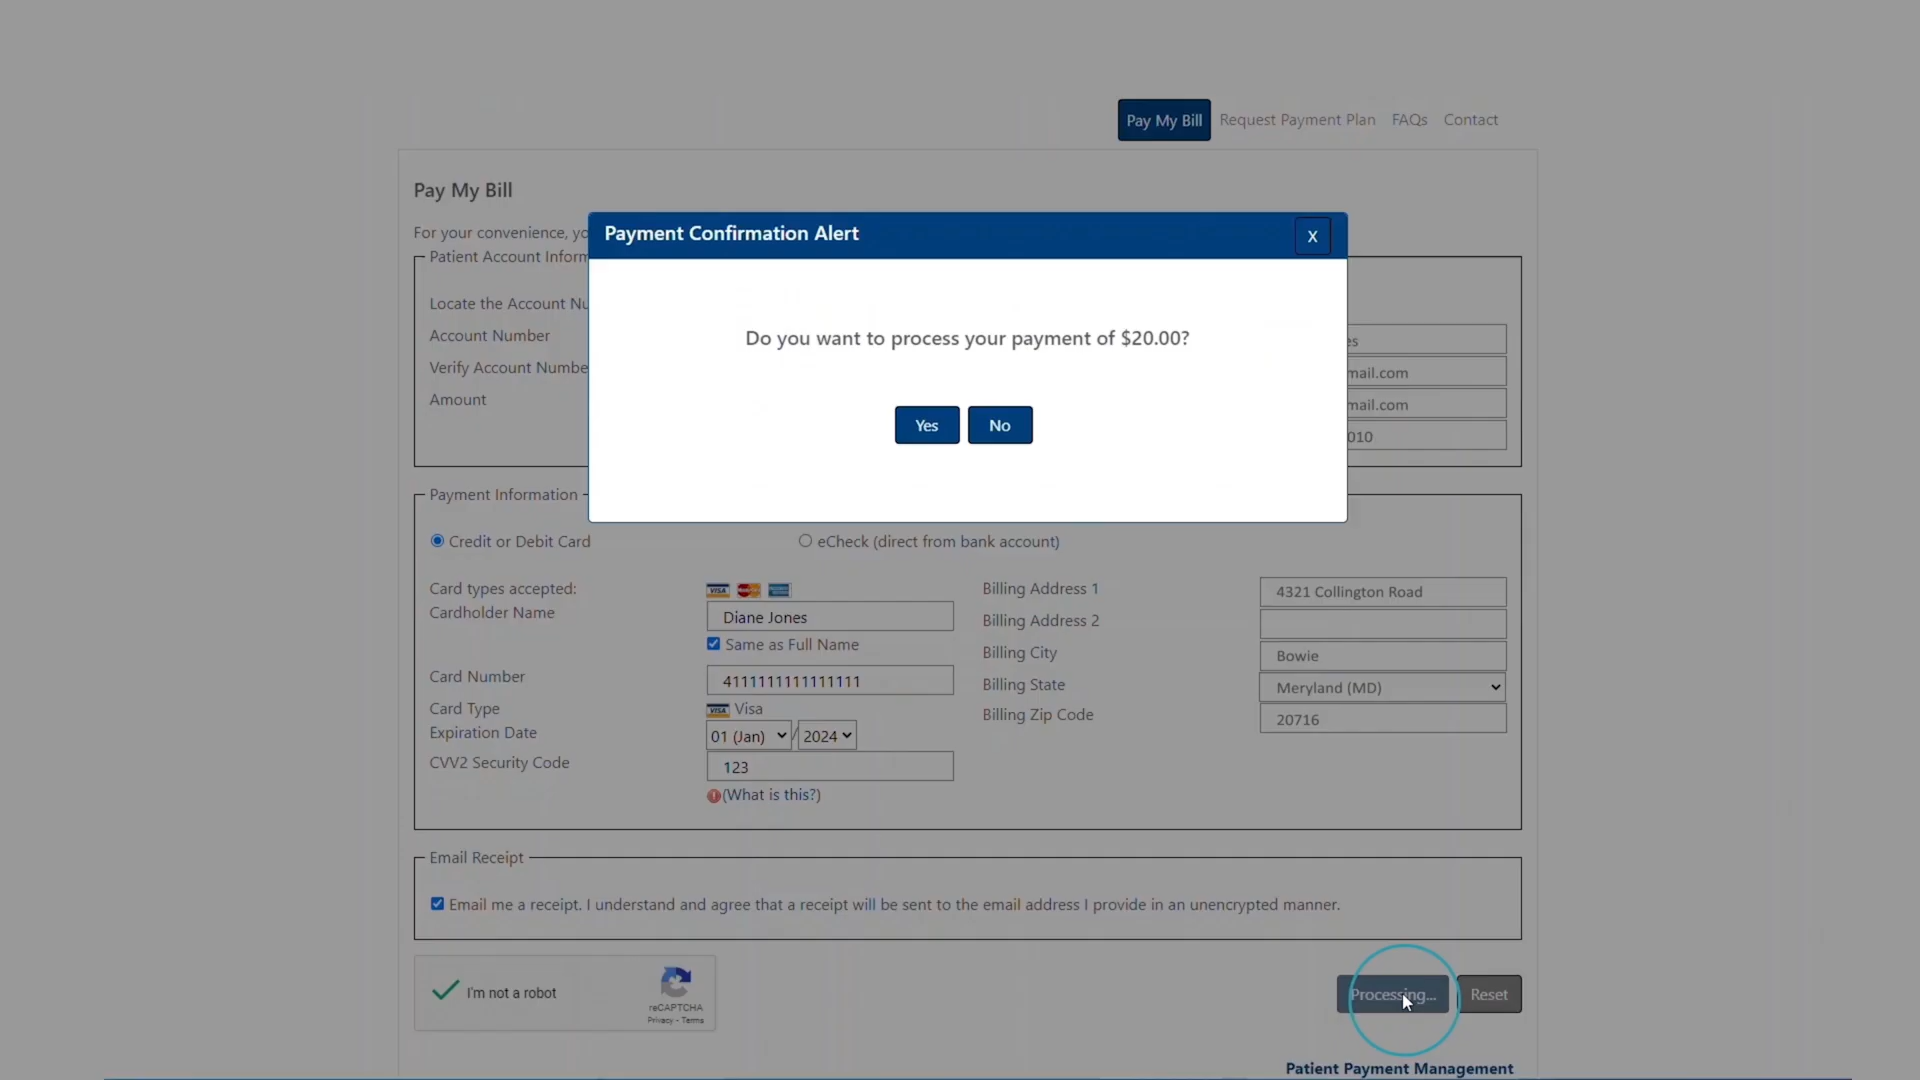 Pay My Bill Request Payment Plan FAQs Contact
Pay My Bill
For your convenience,
Payment Confirmation Alert X
Patient Account
Do you want to process your payment of $20.00?
Locate the Account
Account Number
Verify Account
mail.com
Amount
mail.com
Yes No
010
Payment Information
Credit or Debit Card eCheck (direct from bank account)
Card types accepted: VISA Billing Address 1 4321 Collington Road
Cardholder Name Diane Jones Billing Address 2
Same as Full Name Billing City Bowie
Card Number 4111111111111111 Billing State Meryland (MD)
Card Type VISA Visa Billing Zip Code 20716
Expiration Date 01 (Jan) / 2024
CVV2 Security Code 123
(What is this?)
Email Receipt
Email me a receipt. I understand and agree that a receipt will be sent to the email address I provide in an unencrypted manner.
I'm not a robot reCAPTCHA
Privacy - Terms
Processing... Reset
Patient Payment Management